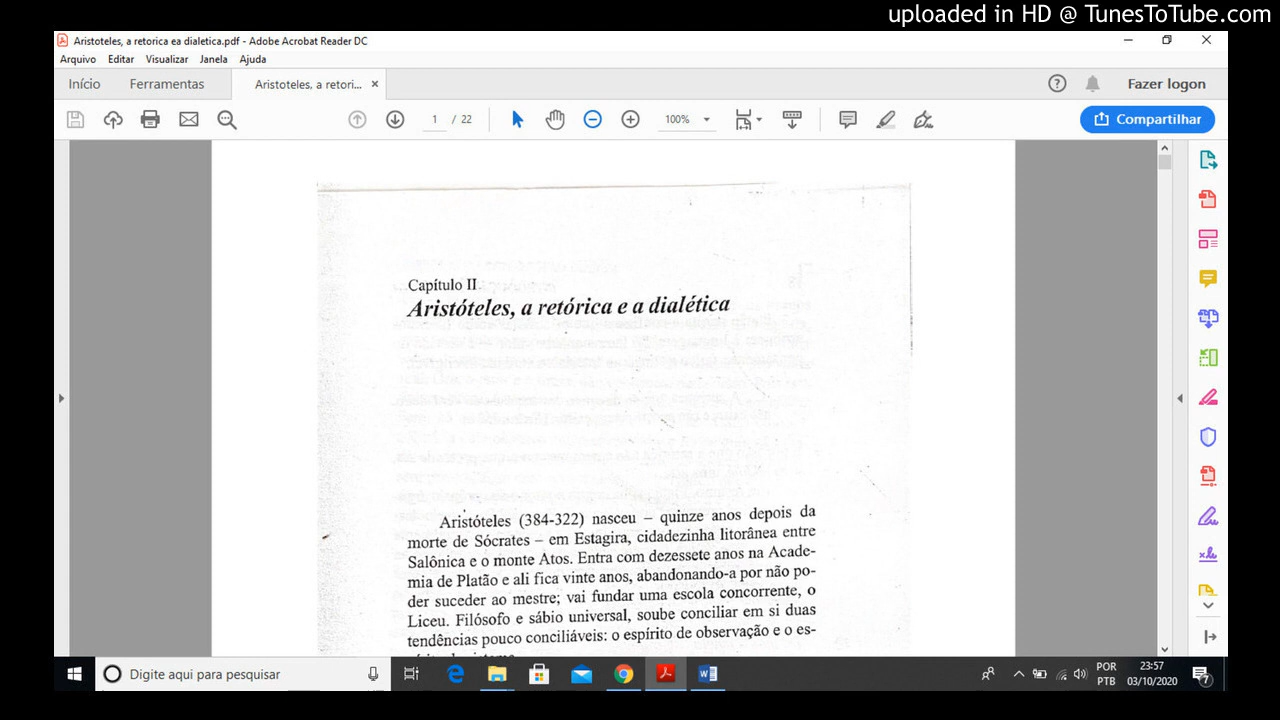 uploaded in HD @ TunesToTube.com
Aristoteles, a retorica ea dialetica.pdf - Adobe Acrobat Reader DC
Arquivo Editar Visualizar Janela Ajuda
Início Ferramentas Aristoteles, a retori... Fazer logon
1 / 22 100% Compartilhar
Capítulo II
Aristóteles, a retórica e a dialética
Aristóteles (384-322) nasceu – quinze anos depois da
morte de Sócrates – em Estagira, cidadezinha litorânea entre
Salônica e o monte Atos. Entra com dezessete anos na Acade-
mia de Platão e ali fica vinte anos, abandonando-a por não po-
der suceder ao mestre; vai fundar uma escola concorrente, o
Liceu. Filósofo e sábio universal, soube conciliar em si duas
tendências pouco conciliáveis: o espírito de observação e o es-
Digite aqui para pesquisar
POR 23:57
PTB 03/10/2020 7